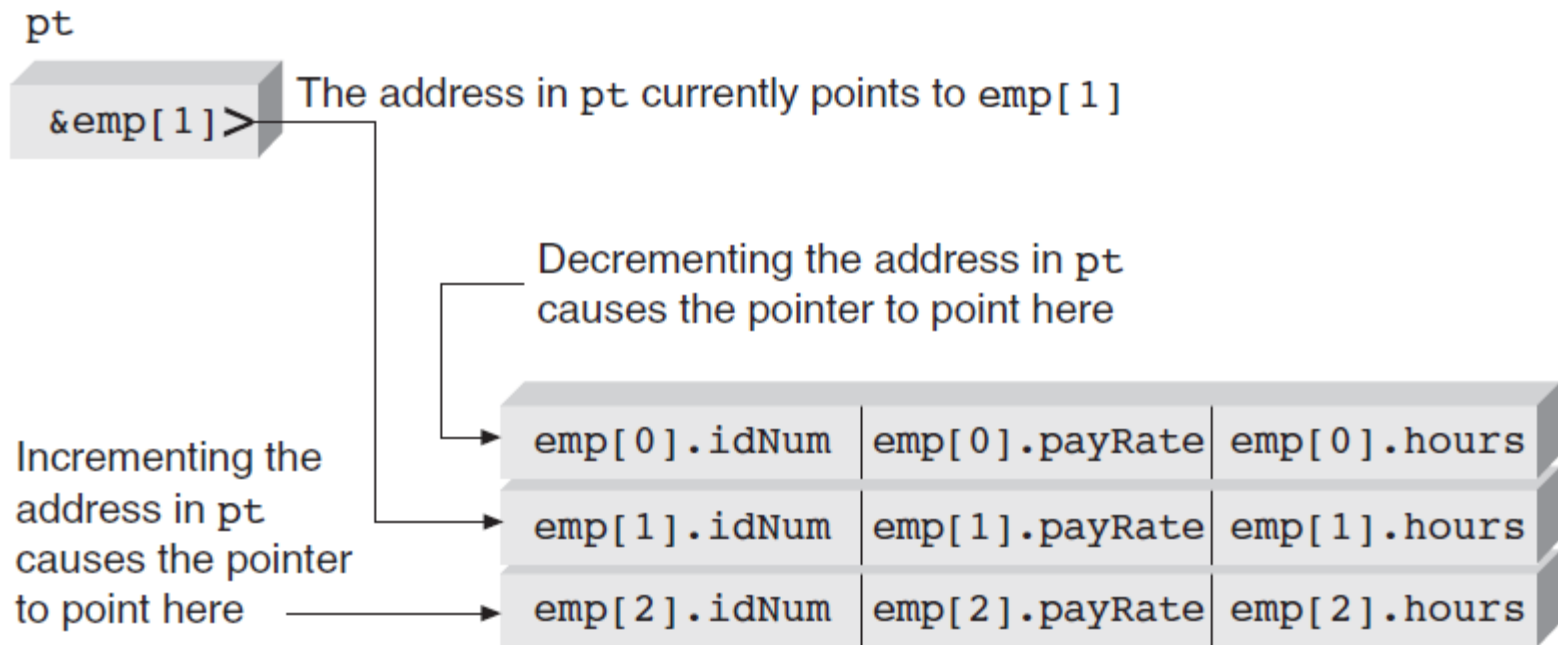 pt
&emp[1]>
The address in pt currently points to emp[1]
Decrementing the address in pt
causes the pointer to point here
Incrementing the
address in pt
causes the pointer
to point here
emp[0].idNum emp[0].payRate emp[0].hours
emp[1].idNum emp[1].payRate emp[1].hours
emp[2].idNum emp[2].payRate emp[2].hours